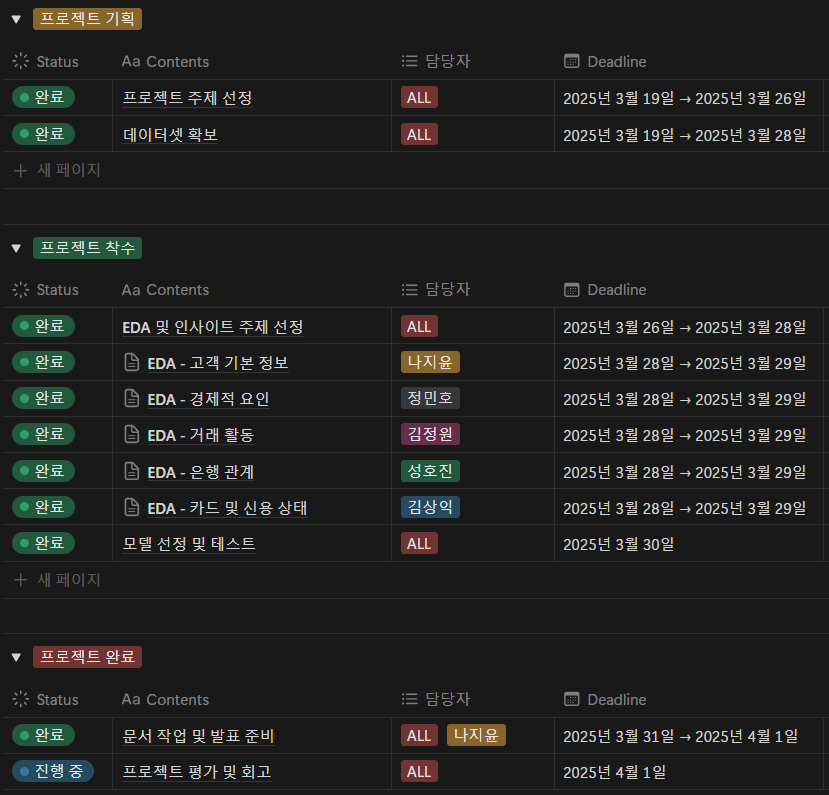 프로젝트 기획
Status Aa Contents 담당자 Deadline
완료 프로젝트 주제 선정 ALL 2025년 3월 19일 → 2025년 3월 26일
완료 데이터셋 확보 ALL 2025년 3월 19일 → 2025년 3월 28일
+ 새 페이지
프로젝트 착수
Status Aa Contents 담당자 Deadline
완료 EDA 및 인사이트 주제 선정 ALL 2025년 3월 26일 → 2025년 3월 28일
완료 EDA - 고객 기본 정보 나지윤 2025년 3월 28일 → 2025년 3월 29일
완료 EDA - 경제적 요인 정민호 2025년 3월 28일 → 2025년 3월 29일
완료 EDA - 거래 활동 김정원 2025년 3월 28일 → 2025년 3월 29일
완료 EDA - 은행 관계 성호진 2025년 3월 28일 → 2025년 3월 29일
완료 EDA - 카드 및 신용 상태 김상익 2025년 3월 28일 → 2025년 3월 29일
완료 모델 선정 및 테스트 ALL 2025년 3월 30일
+ 새 페이지
프로젝트 완료
Status Aa Contents 담당자 Deadline
완료 문서 작업 및 발표 준비 ALL 나지윤 2025년 3월 31일 → 2025년 4월 1일
진행 중 프로젝트 평가 및 회고 ALL 2025년 4월 1일